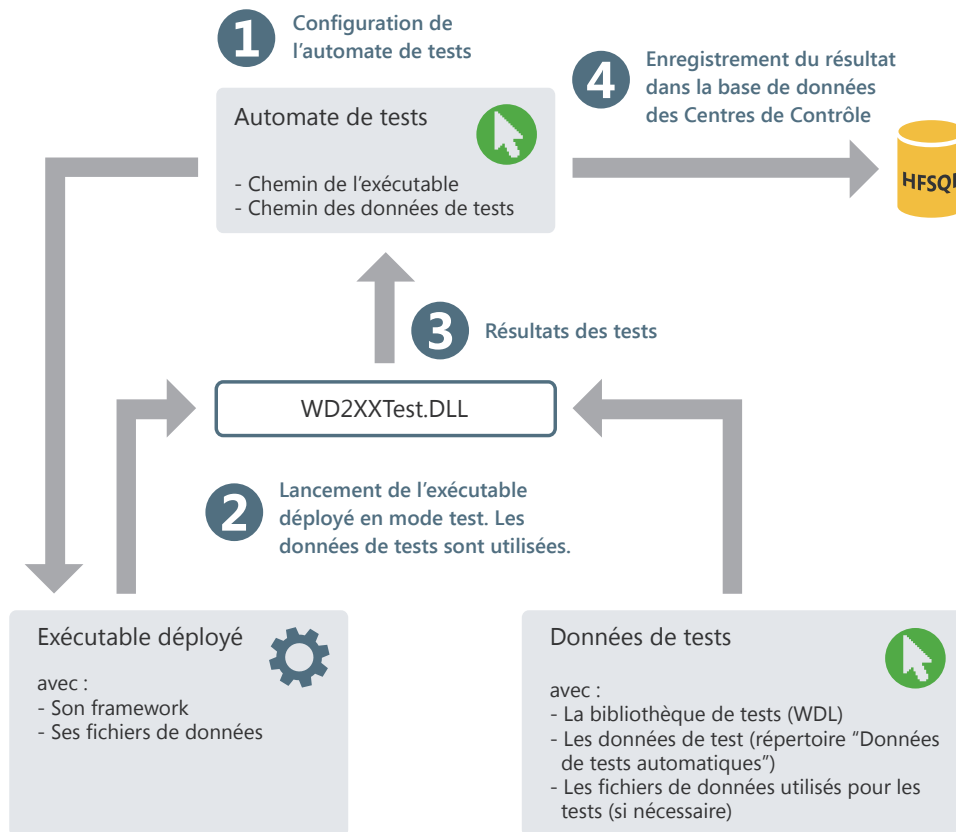 1
Configuration de
l'automate de tests
4
Enregistrement du résultat
dans la base de données
des Centres de Contrôle
Automate de tests
- Chemin de l'exécutable
- Chemin des données de tests
HFSQL
3
Résultats des tests
WD2XXTest.DLL
2
Lancement de l'exécutable
déployé en mode test. Les
données de tests sont utilisées.
Exécutable déployé
avec :
- Son framework
- Ses fichiers de données
Données de tests
avec :
- La bibliothèque de tests (WDL)
- Les données de test (répertoire “Données
de tests automatiques”)
- Les fichiers de données utilisés pour les
tests (si nécessaire)